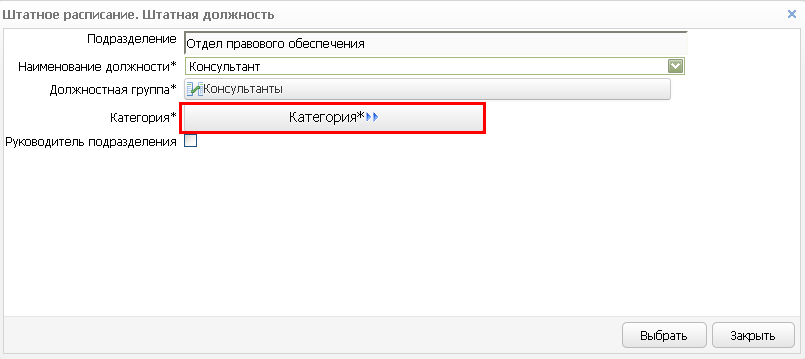 Штатное расписание. Штатная должность
Подразделение Отдел правового обеспечения
Наименование должности* Консультант
Должностная группа* Консультанты
Категория* Категория*
Руководитель подразделения
Выбрать Закрыть